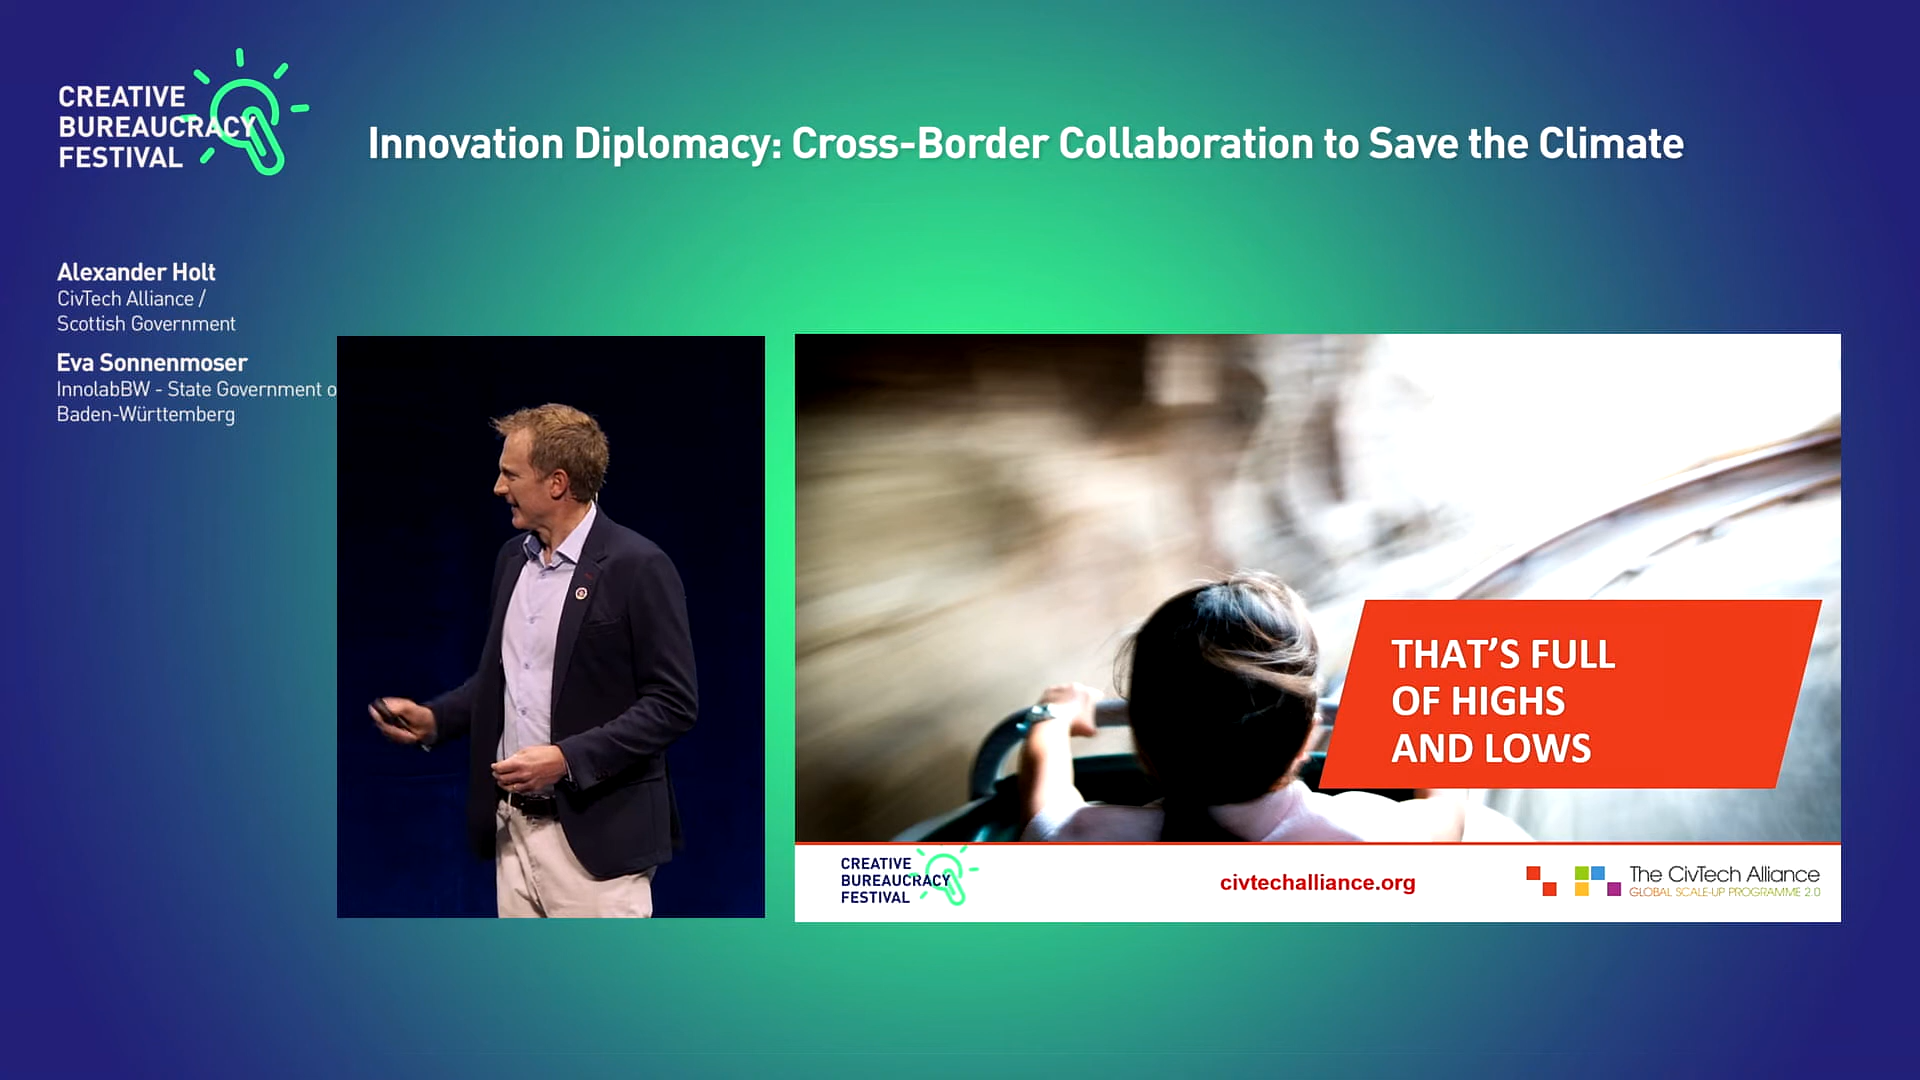 CREATIVE
BUREAUCRACY
FESTIVAL
Innovation Diplomacy: Cross-Border Collaboration to Save the Climate
Alexander Holt
CivTech Alliance /
Scottish Government
Eva Sonnenmoser
InnolabBW - State Government o
Baden-Württemberg
THAT'S FULL
OF HIGHS
AND LOWS
CREATIVE
BUREAUCRACY
FESTIVAL
civtechalliance.org
The CivTech Alliance
GLOBAL SCALE-UP PROGRAMME 2.0